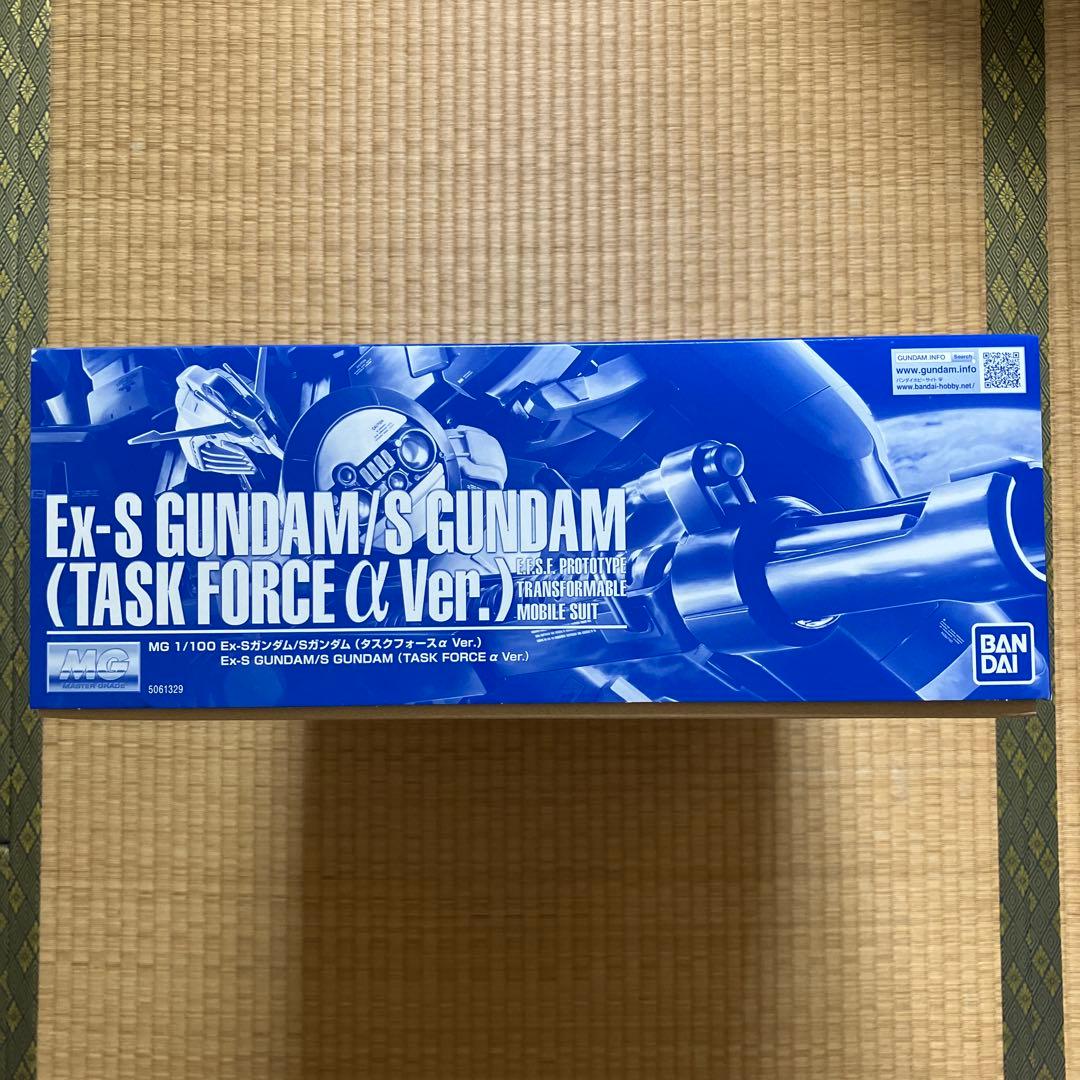 GUNDAM.INFO Search
www.gundam.info
バンダイホビーサイト
www.bandai-hobby.net/
Ex-S GUNDAM/S GUNDAM
(TASK FORCE α Ver.)
E.F.S.F. PROTOTYPE
TRANSFORMABLE
MOBILE SUIT
MG 1/100 Ex-Sガンダム/Sガンダム（タスクフォースα Ver.）
Ex-S GUNDAM/S GUNDAM（TASK FORCE α Ver.）
MG
MASTER GRADE
5061329
BAN
DAI